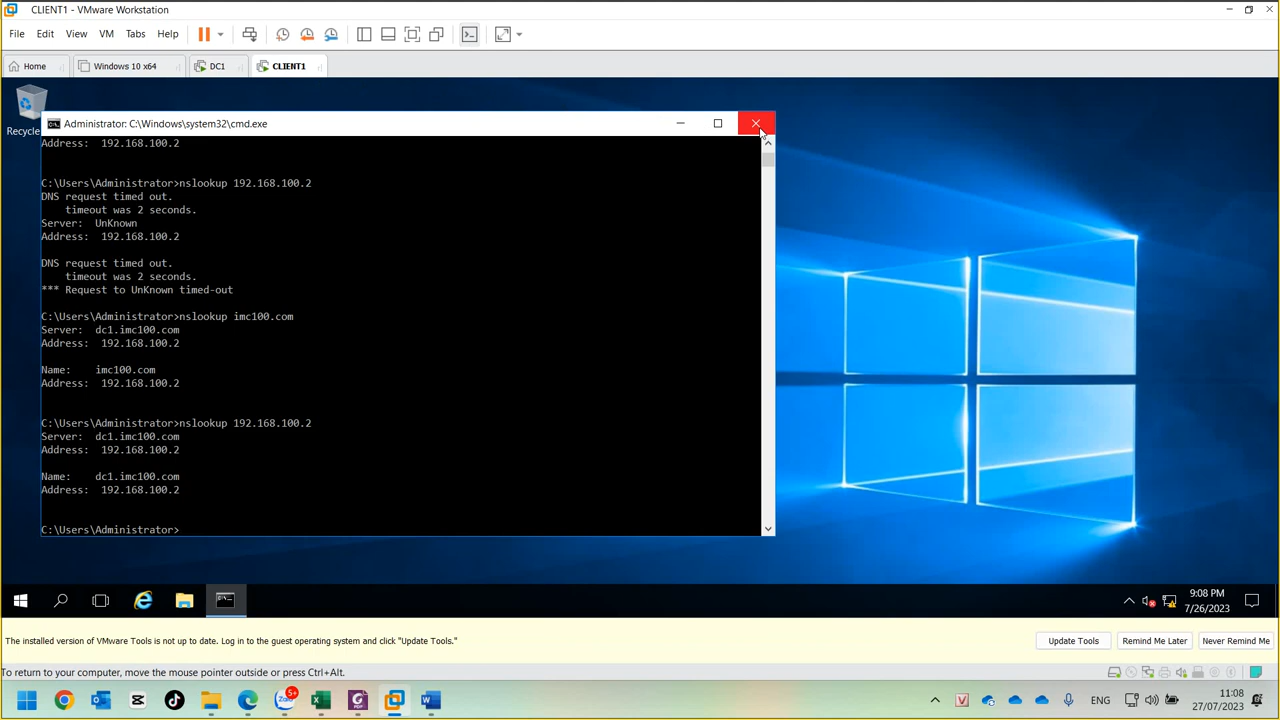 CLIENT1 - VMware Workstation
File Edit View VM Tabs Help
Home Windows 10 x64 DC1 CLIENT1
Recycle
Administrator: C:\Windows\system32\cmd.exe
Address:  192.168.100.2
C:\Users\Administrator>nslookup 192.168.100.2
DNS request timed out.
    timeout was 2 seconds.
Server:  UnKnown
Address:  192.168.100.2
DNS request timed out.
    timeout was 2 seconds.
*** Request to UnKnown timed-out
C:\Users\Administrator>nslookup imc100.com
Server:  dc1.imc100.com
Address:  192.168.100.2
Name:    imc100.com
Address:  192.168.100.2
C:\Users\Administrator>nslookup 192.168.100.2
Server:  dc1.imc100.com
Address:  192.168.100.2
Name:    dc1.imc100.com
Address:  192.168.100.2
C:\Users\Administrator>
9:08 PM
7/26/2023
The installed version of VMware Tools is not up to date. Log in to the guest operating system and click "Update Tools."
Update Tools Remind Me Later Never Remind Me
To return to your computer, move the mouse pointer outside or press Ctrl+Alt.
5+
Zalo
PDF
V
ENG
11:08
27/07/2023